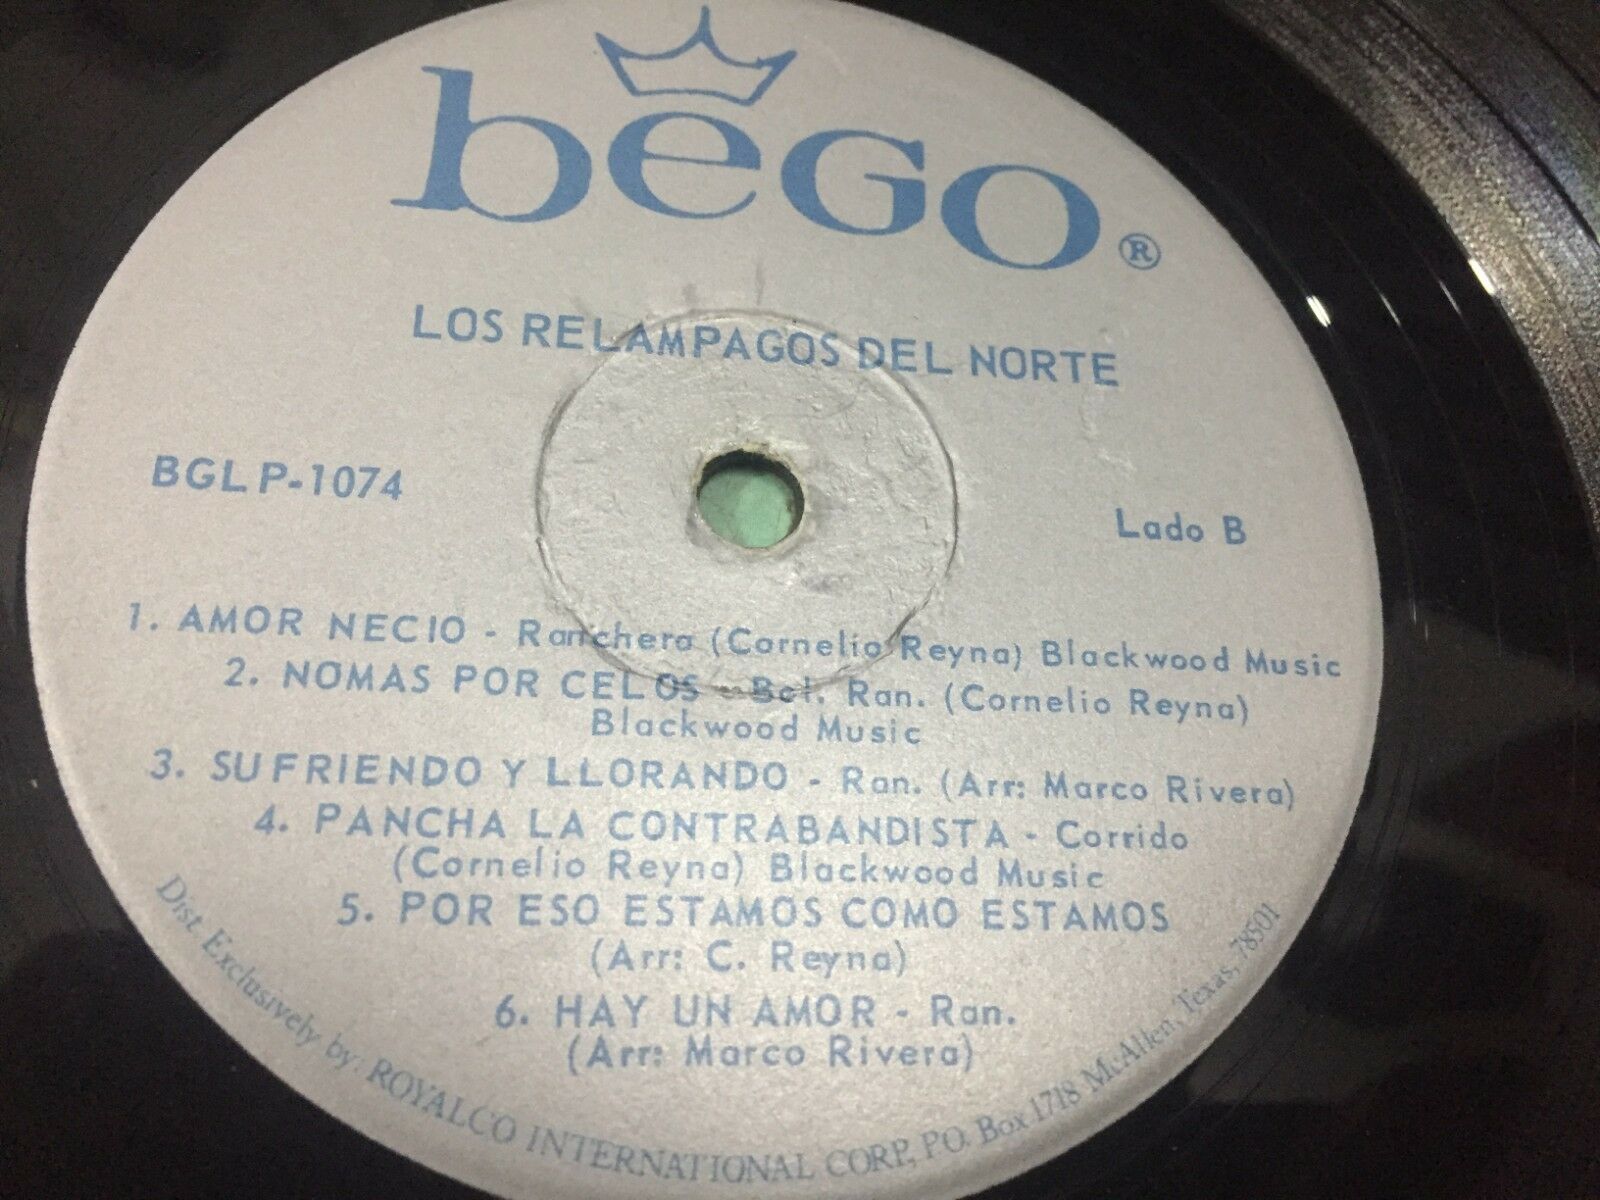 bego®
LOS RELAMPAGOS DEL NORTE
BGLP-1074
Lado B
1. AMOR NECIO - Ranchera (Cornelio Reyna) Blackwood Music
2. NOMAS POR CELOS - Bol. Ran. (Cornelio Reyna)
Blackwood Music
3. SUFRIENDO Y LLORANDO - Ran. (Arr: Marco Rivera)
4. PANCHA LA CONTRABANDISTA - Corrido
(Cornelio Reyna) Blackwood Music
5. POR ESO ESTAMOS COMO ESTAMOS
(Arr: C. Reyna)
6. HAY UN AMOR - Ran.
(Arr: Marco Rivera)
Dist. Exclusively by: ROYALCO INTERNATIONAL CORP., P.O. Box 1718 McAllen, Texas, 78501